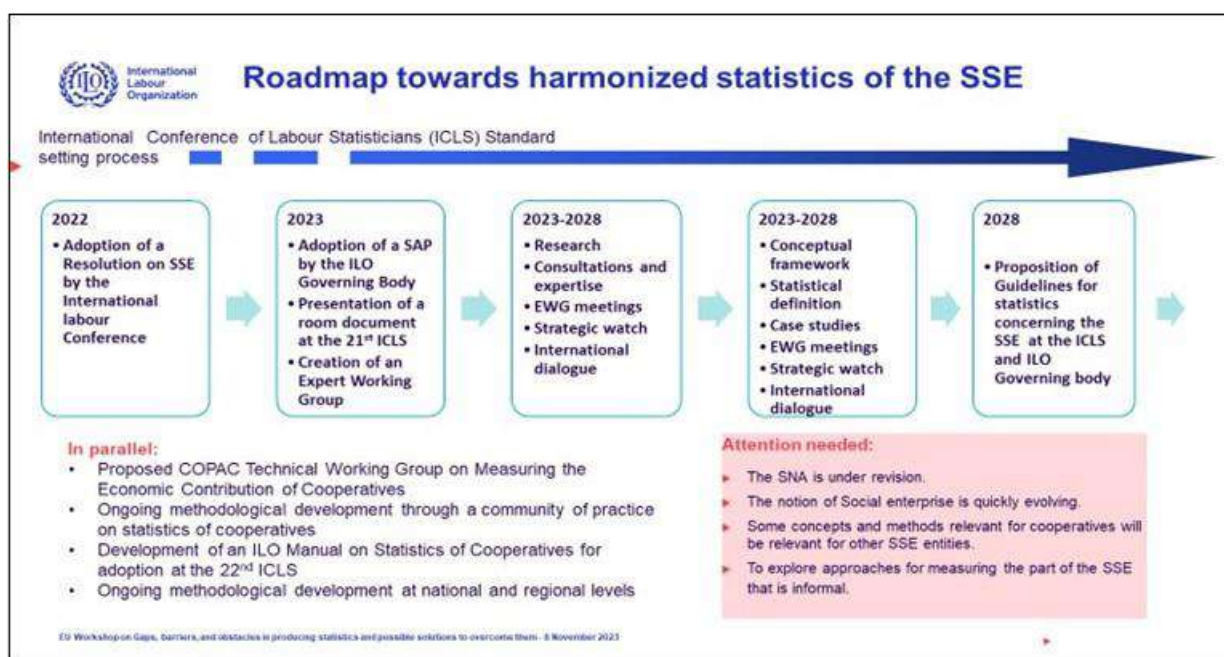 International
Labour
Organization
Roadmap towards harmonized statistics of the SSE
International Conference of Labour Statisticians (ICLS) Standard
setting process
2022
• Adoption of a
Resolution on SSE
by the
International
labour
Conference
2023
• Adoption of a SAP
by the ILO
Governing Body
• Presentation of a
room document
at the 21st ICLS
• Creation of an
Expert Working
Group
2023-2028
• Research
• Consultations and
expertise
• EWG meetings
• Strategic watch
• International
dialogue
2023-2028
• Conceptual
framework
• Statistical
definition
• Case studies
• EWG meetings
• Strategic watch
• International
dialogue
2028
• Proposition of
Guidelines for
statistics
concerning the
SSE at the ICLS
and ILO
Governing body
In parallel:
• Proposed COPAC Technical Working Group on Measuring the
Economic Contribution of Cooperatives
• Ongoing methodological development through a community of practice
on statistics of cooperatives
• Development of an ILO Manual on Statistics of Cooperatives for
adoption at the 22nd ICLS
• Ongoing methodological development at national and regional levels
Attention needed:
► The SNA is under revision.
► The notion of Social enterprise is quickly evolving.
► Some concepts and methods relevant for cooperatives will
be relevant for other SSE entities.
► To explore approaches for measuring the part of the SSE
that is informal.
EU Workshop on Gaps, barriers, and obstacles in producing statistics and possible solutions to overcome them - 8 November 2023